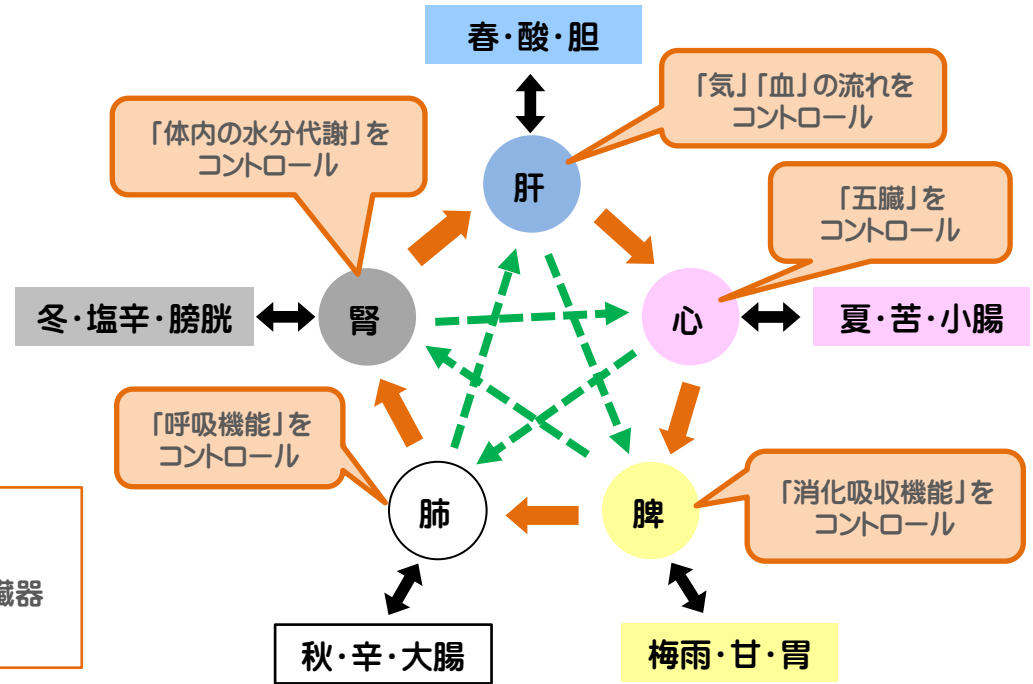 春・酸・胆
「気」「血」の流れを
コントロール
「体内の水分代謝」を
コントロール
肝
「五臓」を
コントロール
冬・塩辛・膀胱
腎
心
夏・苦・小腸
「呼吸機能」を
コントロール
肺
脾
「消化吸収機能」を
コントロール
臓器
秋・辛・大腸
梅雨・甘・胃